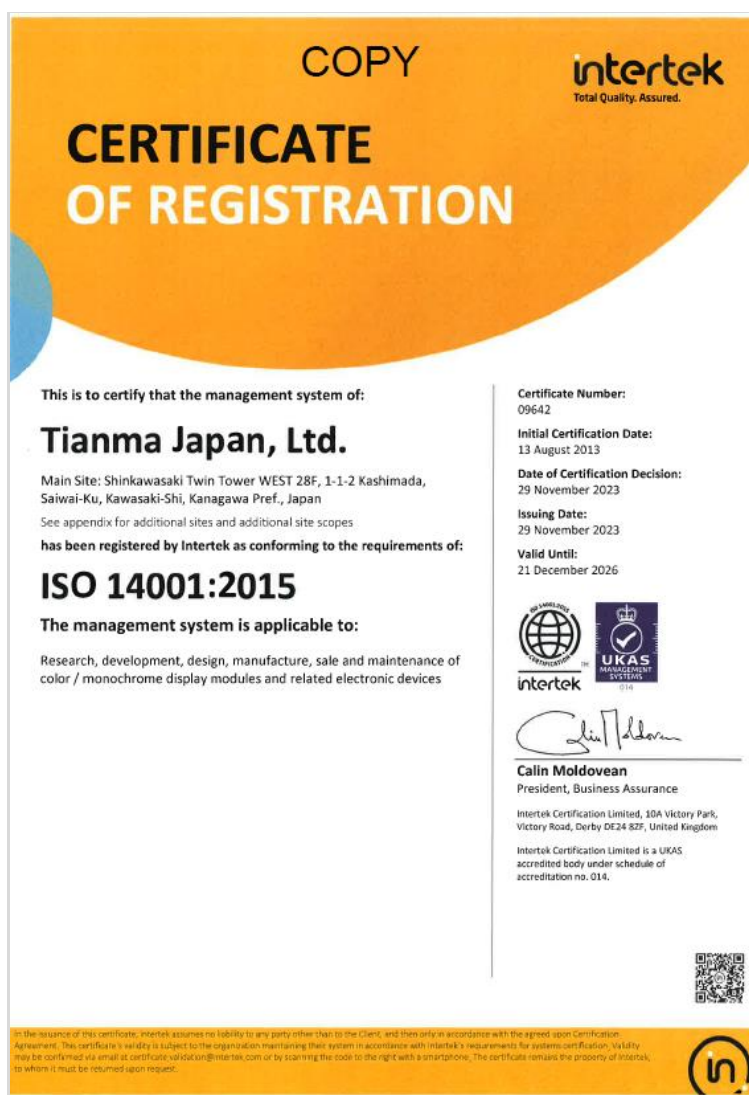 COPY
intertek
Total Quality. Assured.
CERTIFICATE
OF REGISTRATION
This is to certify that the management system of:
Tianma Japan, Ltd.
Main Site: Shinkawasaki Twin Tower WEST 28F, 1-1-2 Kashimada,
Saiwai-Ku, Kawasaki-Shi, Kanagawa Pref., Japan
See appendix for additional sites and additional site scopes
has been registered by Intertek as conforming to the requirements of:
ISO 14001:2015
The management system is applicable to:
Research, development, design, manufacture, sale and maintenance of
color / monochrome display modules and related electronic devices
Certificate Number:
09642
Initial Certification Date:
13 August 2013
Date of Certification Decision:
29 November 2023
Issuing Date:
29 November 2023
Valid Until:
21 December 2026
ISO 14001:2015
CERTIFICATION
TM
intertek
UKAS
MANAGEMENT
SYSTEMS
014
Calin Moldovean
President, Business Assurance
Intertek Certification Limited, 10A Victory Park,
Victory Road, Derby DE24 8ZF, United Kingdom
Intertek Certification Limited is a UKAS
accredited body under schedule of
accreditation no. 014.
In the issuance of this certificate, Intertek assumes no liability to any party other than to the Client, and then only in accordance with the agreed upon Certification
Agreement. This certificate's validity is subject to the organization maintaining their system in accordance with Intertek's requirements for systems certification. Validity
may be confirmed via email at certificate.validation@intertek.com or by scanning the code to the right with a smartphone. The certificate remains the property of Intertek,
to whom it must be returned upon request.
in